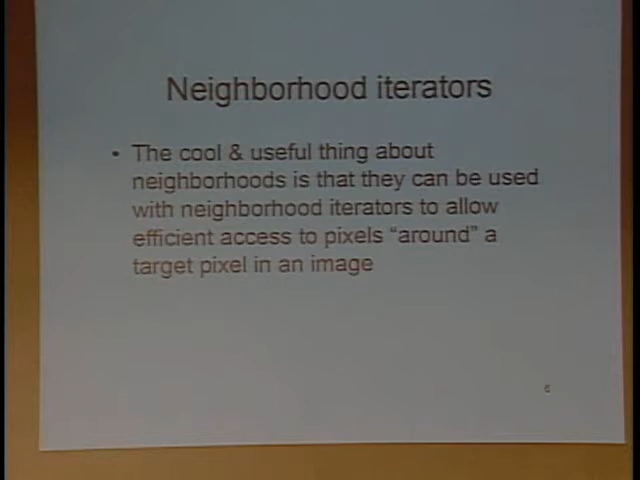 Neighborhood iterators
• The cool & useful thing about
neighborhoods is that they can be used
with neighborhood iterators to allow
efficient access to pixels “around” a
target pixel in an image
6